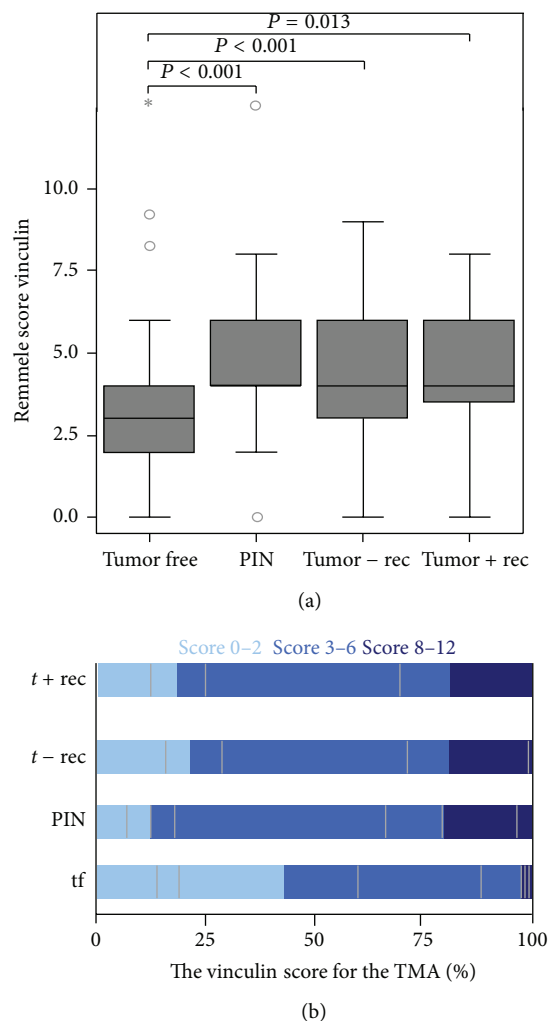 P = 0.013
P < 0.001
P < 0.001
*
10.0
7.5
5.0
2.5
0.0
Remmele score vinculin
Tumor free PIN Tumor − rec Tumor + rec
(a)
Score 0–2 Score 3–6 Score 8–12
t + rec
t − rec
PIN
tf
0 25 50 75 100
The vinculin score for the TMA (%)
(b)